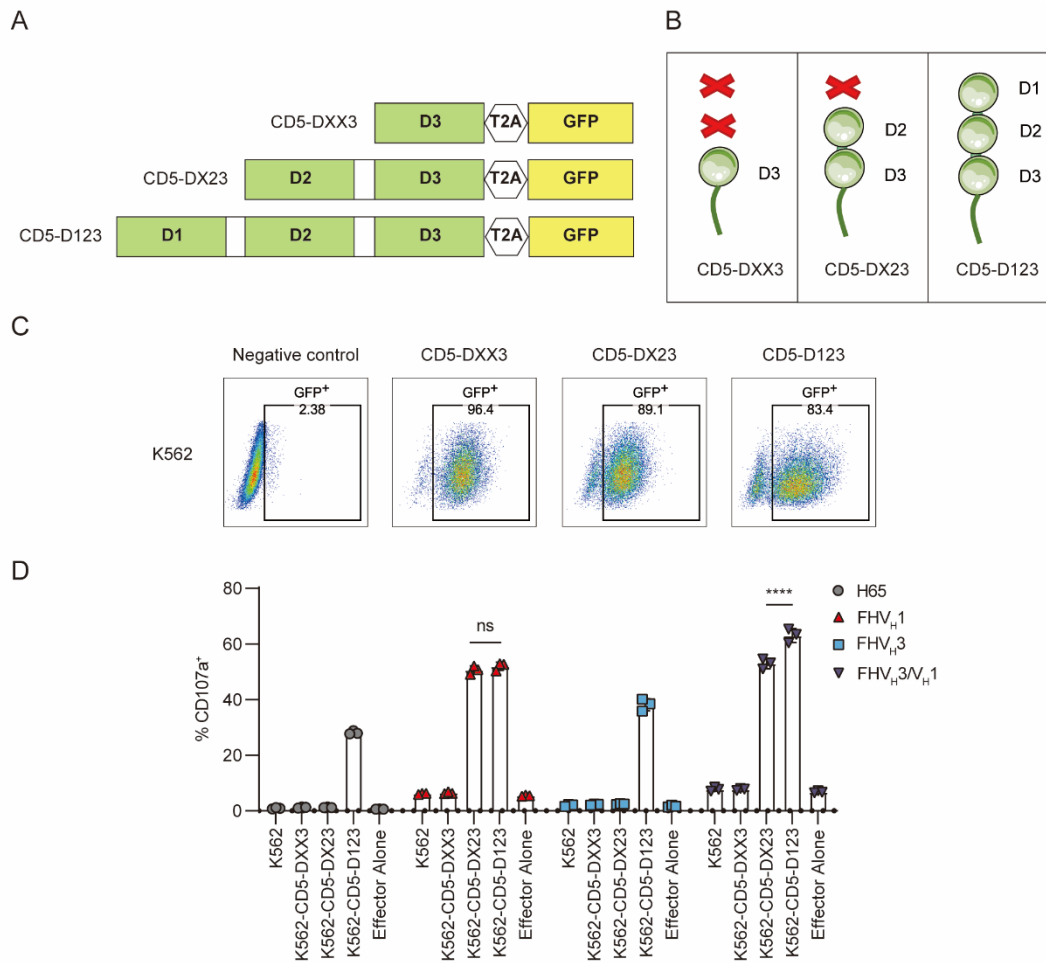 A
CD5-DXX3 D3 T2A GFP
CD5-DX23 D2 D3 T2A GFP
CD5-D123 D1 D2 D3 T2A GFP
B
D1
D2 D2
D3 D3 D3
CD5-DXX3 CD5-DX23 CD5-D123
C
Negative control CD5-DXX3 CD5-DX23 CD5-D123
GFP+ GFP+ GFP+ GFP+
2.38 96.4 89.1 83.4
K562
D
% CD107a+
80
60
40
20
0
ns
****
H65
FHVH1
FHVH3
FHVH3/VH1
K562
K562-CD5-DXX3
K562-CD5-DX23
K562-CD5-D123
Effector Alone
K562
K562-CD5-DXX3
K562-CD5-DX23
K562-CD5-D123
Effector Alone
K562
K562-CD5-DXX3
K562-CD5-DX23
K562-CD5-D123
Effector Alone
K562
K562-CD5-DXX3
K562-CD5-DX23
K562-CD5-D123
Effector Alone